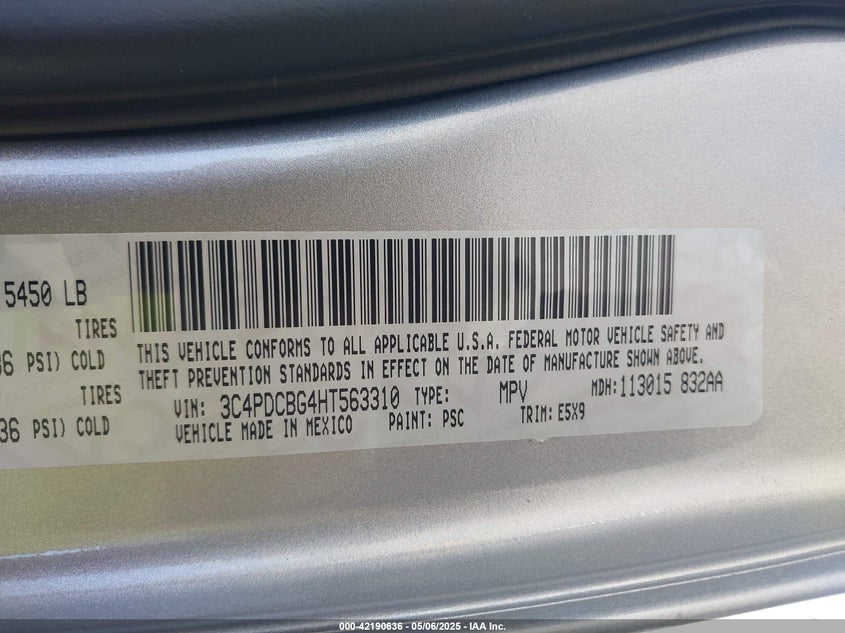 5450 LB
TIRES
36 PSI) COLD
TIRES
36 PSI) COLD
THIS VEHICLE CONFORMS TO ALL APPLICABLE U.S.A. FEDERAL MOTOR VEHICLE SAFETY AND
THEFT PREVENTION STANDARDS IN EFFECT ON THE DATE OF MANUFACTURE SHOWN ABOVE.
VIN: 3C4PDCBG4HT563310 TYPE: MPV MDH:113015 832AA
VEHICLE MADE IN MEXICO PAINT: PSC TRIM: E5X9
000-42190636 - 05/06/2025 - IAA Inc.